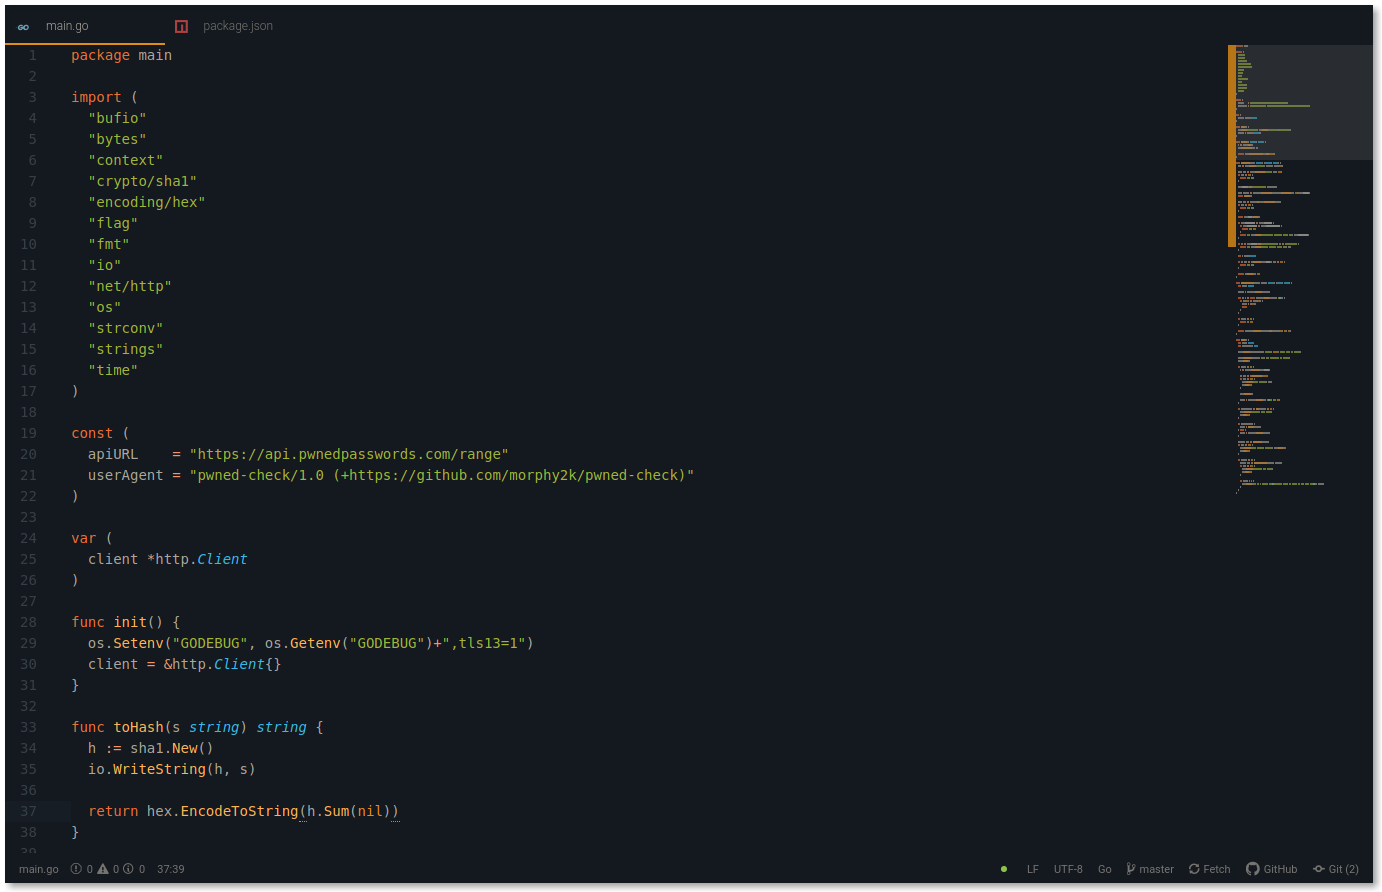 GO main.go package.json
1 package main
2
3 import (
4 "bufio"
5 "bytes"
6 "context"
7 "crypto/sha1"
8 "encoding/hex"
9 "flag"
10 "fmt"
11 "io"
12 "net/http"
13 "os"
14 "strconv"
15 "strings"
16 "time"
17 )
18
19 const (
20 apiURL    = "https://api.pwnedpasswords.com/range"
21 userAgent = "pwned-check/1.0 (+https://github.com/morphy2k/pwned-check)"
22 )
23
24 var (
25 client *http.Client
26 )
27
28 func init() {
29 os.Setenv("GODEBUG", os.Getenv("GODEBUG")+",tls13=1")
30 client = &http.Client{}
31 }
32
33 func toHash(s string) string {
34 h := sha1.New()
35 io.WriteString(h, s)
36
37 return hex.EncodeToString(h.Sum(nil))
38 }
39
main.go 0 0 0 37:39 LF UTF-8 Go master Fetch GitHub Git (2)